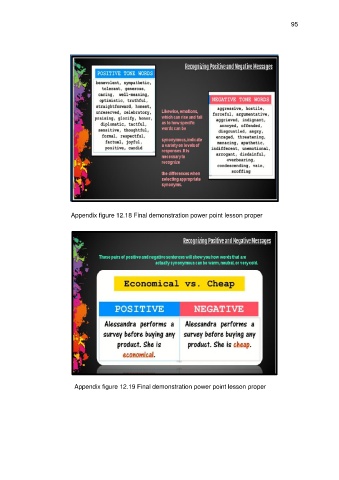 95
Recognizing Positive and Negative Messages
POSITIVE TONE WORDS
benevolent, sympathetic,
tolerant, generous,
caring, well-meaning,
optimistic, truthful,
straightforward, honest,
unreserved, celebratory,
praising, glorify, honor,
diplomatic, tactful,
sensitive, thoughtful,
formal, respectful,
factual, joyful,
positive, candid
Likewise, emotions,
which can rise and fall
as to how specific
words can be
synonymous, indicate
a variety or levels of
responses. It is
necessary to
recognize
the differences when
selecting appropriate
synonyms.
NEGATIVE TONE WORDS
aggressive, hostile,
forceful, argumentative,
aggrieved, indignant,
annoyed, offended,
disgruntled, angry,
enraged, threatening,
menacing, apathetic,
indifferent, unemotional,
arrogant, disdainful,
overbearing,
condescending, vain,
scoffing
Appendix figure 12.18 Final demonstration power point lesson proper
Recognizing Positive and Negative Messages
These pairs of positive and negative sentences will show you how words that are
actually synonymous can be warm, neutral, or very cold.
Economical vs. Cheap
POSITIVE
Alessandra performs a
survey before buying any
product. She is
economical.
NEGATIVE
Alessandra performs a
survey before buying any
product. She is cheap.
Appendix figure 12.19 Final demonstration power point lesson proper